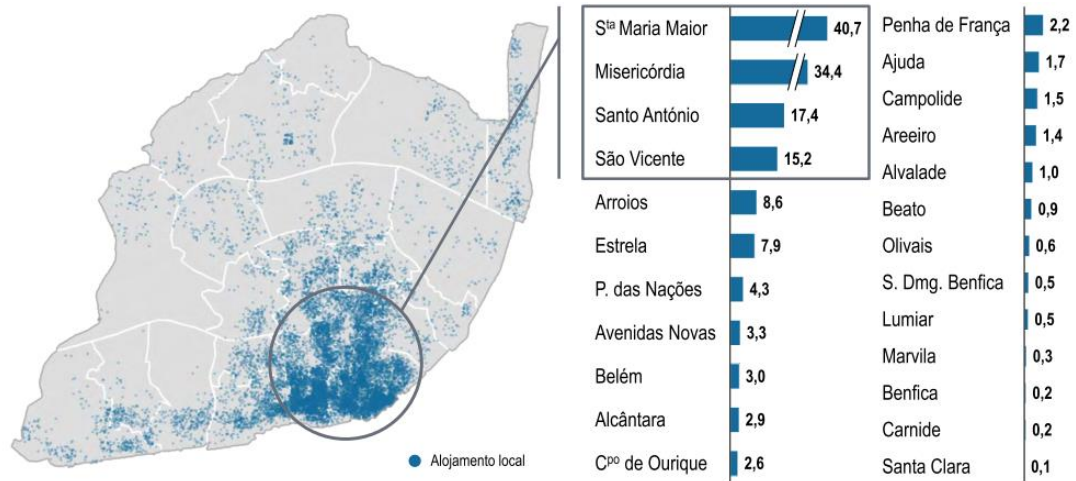 Sta Maria Maior 40,7
Misericórdia 34,4
Santo António 17,4
São Vicente 15,2
Arroios 8,6
Estrela 7,9
P. das Nações 4,3
Avenidas Novas 3,3
Belém 3,0
Alcântara 2,9
Cpo de Ourique 2,6
Penha de França 2,2
Ajuda 1,7
Campolide 1,5
Areeiro 1,4
Alvalade 1,0
Beato 0,9
Olivais 0,6
S. Dmg. Benfica 0,5
Lumiar 0,5
Marvila 0,3
Benfica 0,2
Carnide 0,2
Santa Clara 0,1
Alojamento local